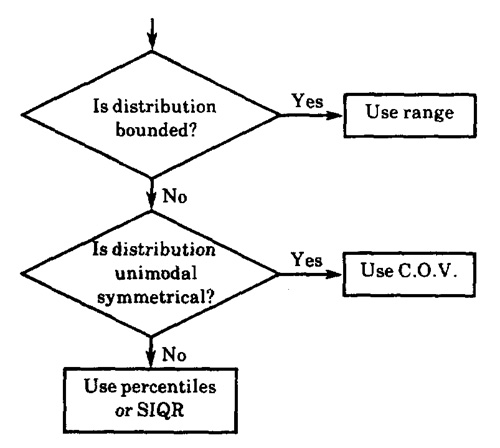 Is distribution
bounded?
Yes
Use range
No
Is distribution
unimodal
symmetrical?
Yes
Use C.O.V.
No
Use percentiles
or SIQR